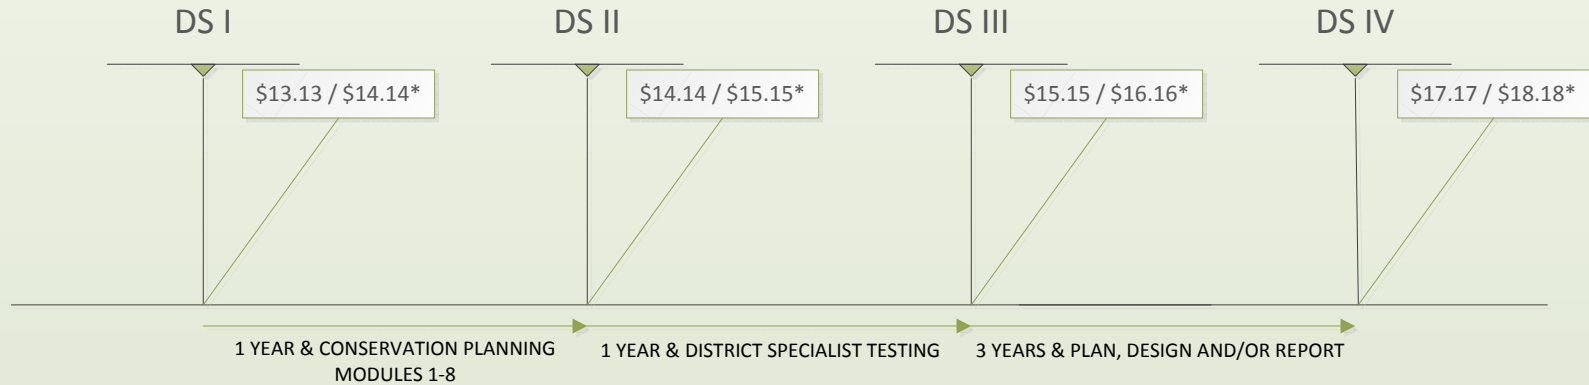 DS I
DS II
DS III
DS IV
$13.13 / $14.14*
$14.14 / $15.15*
$15.15 / $16.16*
$17.17 / $18.18*
1 YEAR & CONSERVATION PLANNING
MODULES 1-8
1 YEAR & DISTRICT SPECIALIST TESTING
3 YEARS & PLAN, DESIGN AND/OR REPORT